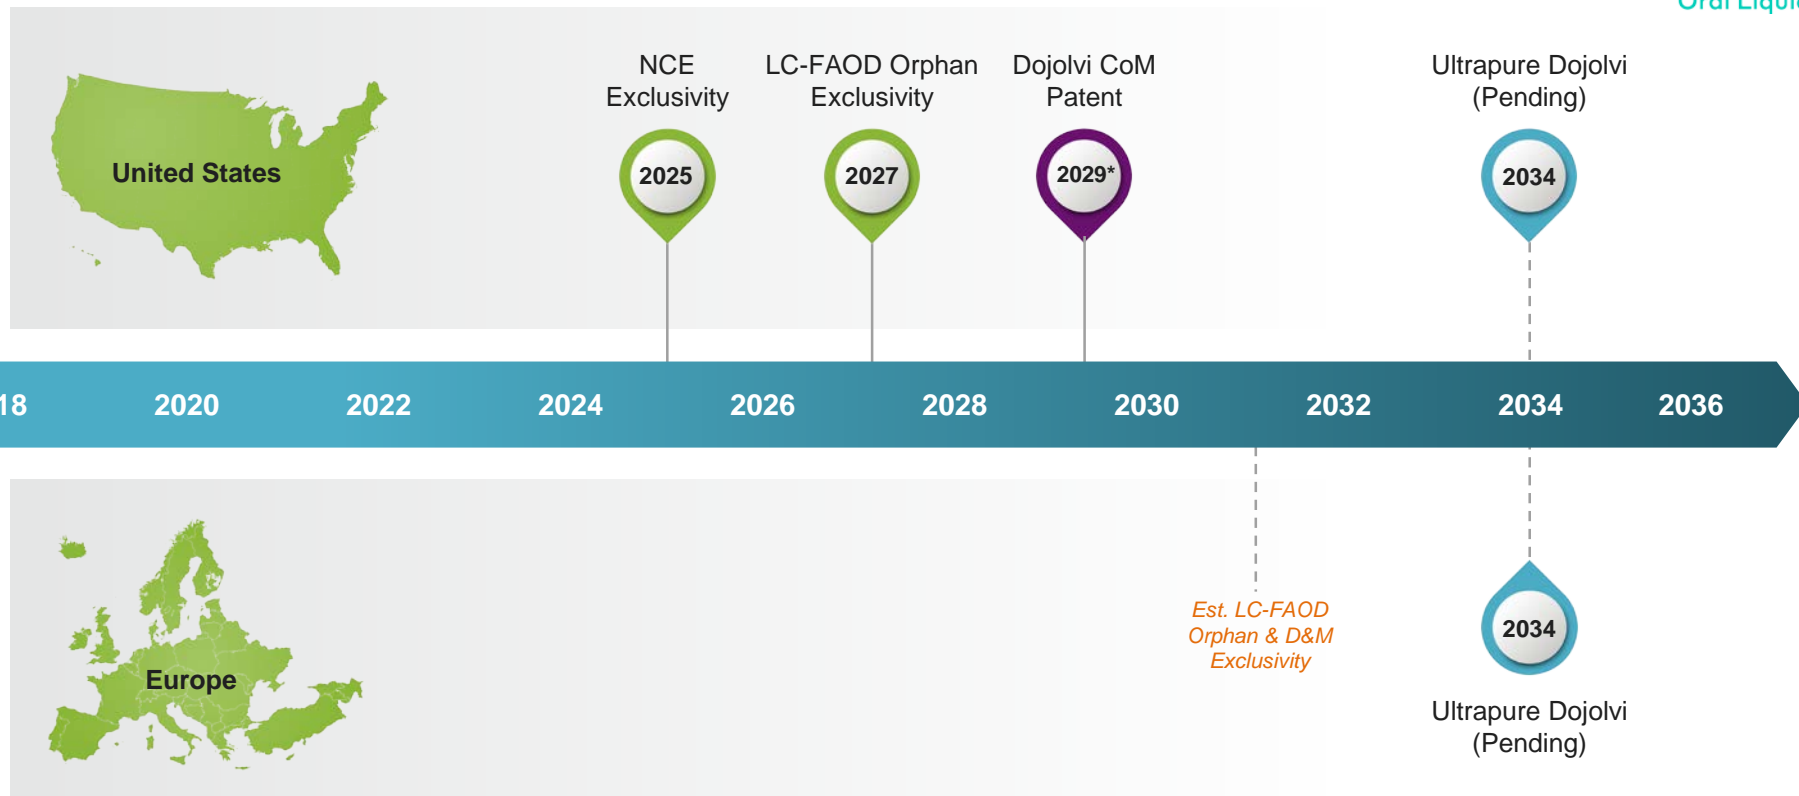 Oral Liquid
NCE
Exclusivity
LC-FAOD Orphan
Exclusivity
Dojolvi CoM
Patent
Ultrapure Dojolvi
(Pending)
United States
2025
2027
2029*
2034
18
2020
2022
2024
2026
2028
2030
2032
2034
2036
Est. LC-FAOD
Orphan & D&M
Exclusivity
2034
Europe
Ultrapure Dojolvi
(Pending)